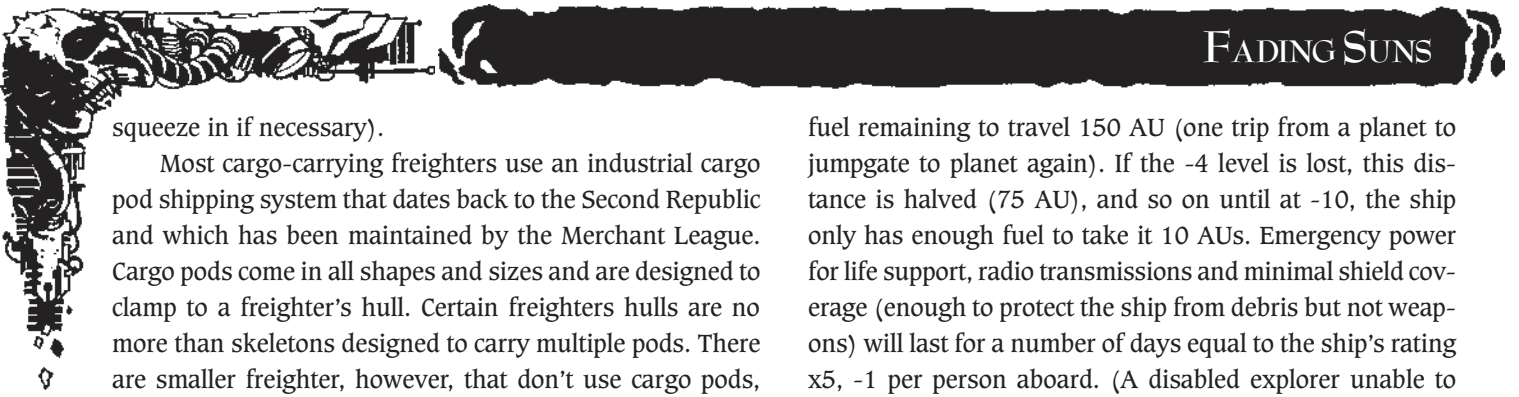 FADING SUNS
squeeze in if necessary).
Most cargo-carrying freighters use an industrial cargo
pod shipping system that dates back to the Second Republic
and which has been maintained by the Merchant League.
Cargo pods come in all shapes and sizes and are designed to
clamp to a freighter's hull. Certain freighters hulls are no
more than skeletons designed to carry multiple pods. There
are smaller freighter, however, that don't use cargo pods,
fuel remaining to travel 150 AU (one trip from a planet to
jumpgate to planet again). If the -4 level is lost, this dis-
tance is halved (75 AU), and so on until at -10, the ship
only has enough fuel to take it 10 AUs. Emergency power
for life support, radio transmissions and minimal shield cov-
erage (enough to protect the ship from debris but not weap-
ons) will last for a number of days equal to the ship's rating
x5, -1 per person aboard. (A disabled explorer unable to